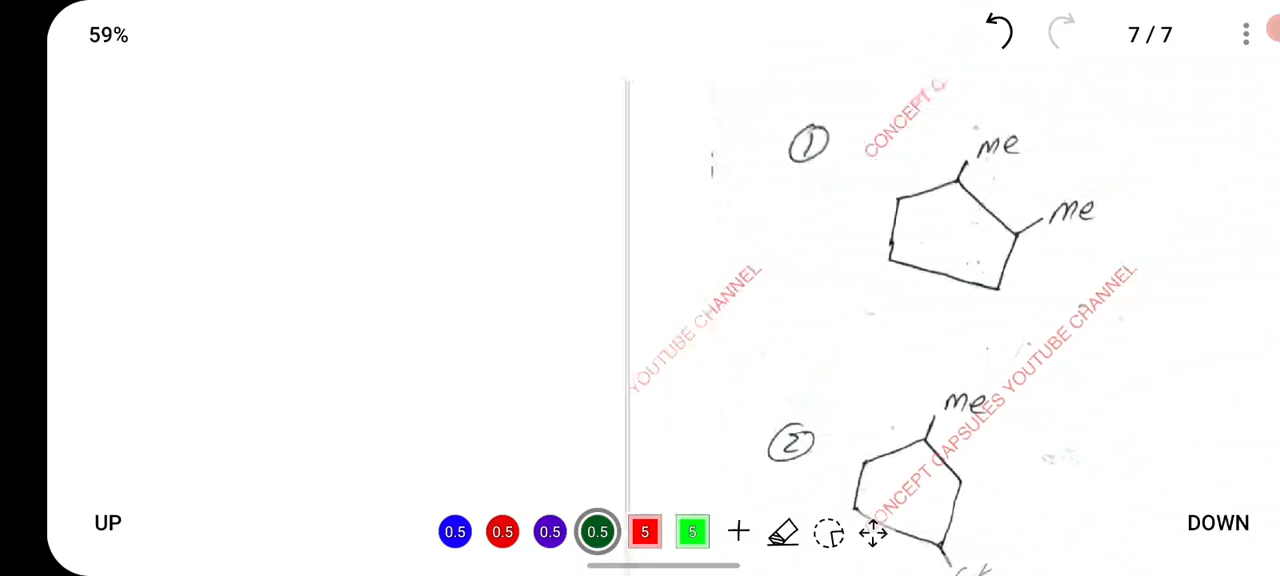 59%
7 / 7
CONCEPT C
① me
me
YOUTUBE CHANNEL
CONCEPT CAPSULES YOUTUBE CHANNEL
② me
UP
0.5 0.5 0.5 0.5 5 5 +
DOWN